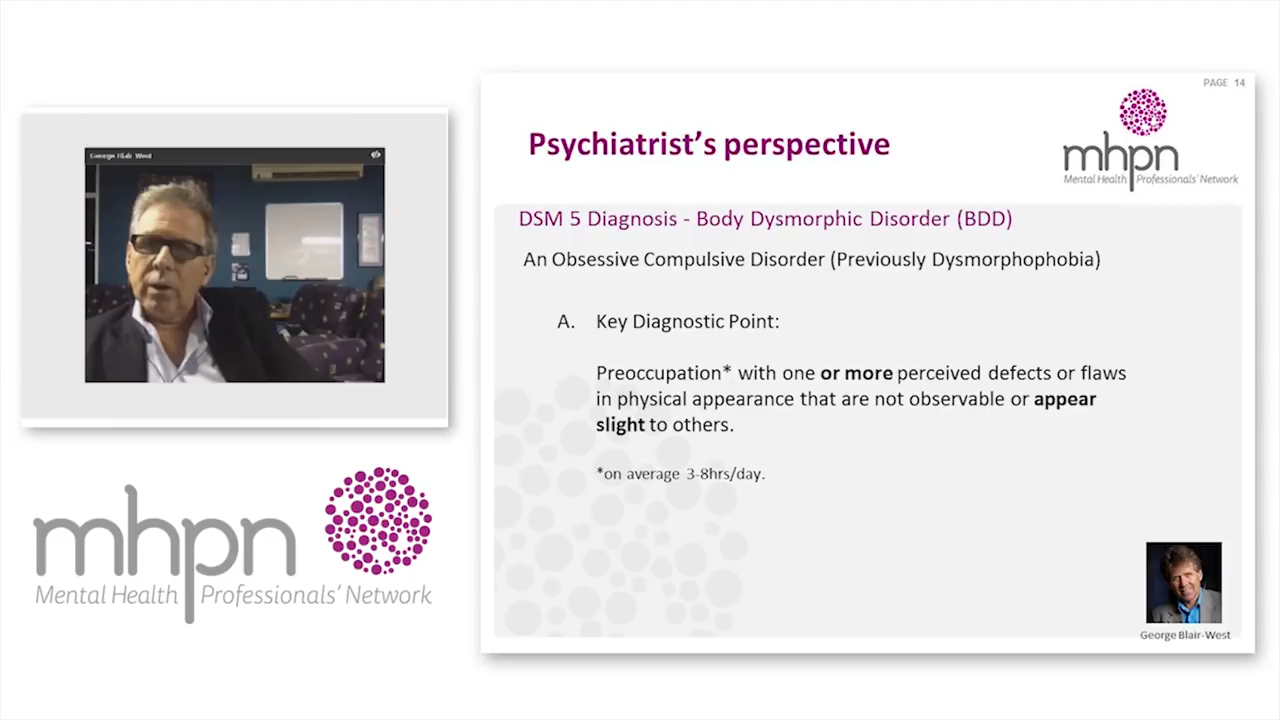 George Blair West
mhpn
Mental Health Professionals' Network
PAGE 14
Psychiatrist's perspective
mhpn
Mental Health Professionals' Network
DSM 5 Diagnosis - Body Dysmorphic Disorder (BDD)
An Obsessive Compulsive Disorder (Previously Dysmorphophobia)
A. Key Diagnostic Point:
Preoccupation* with one or more perceived defects or flaws
in physical appearance that are not observable or appear
slight to others.
*on average 3-8hrs/day.
George Blair-West